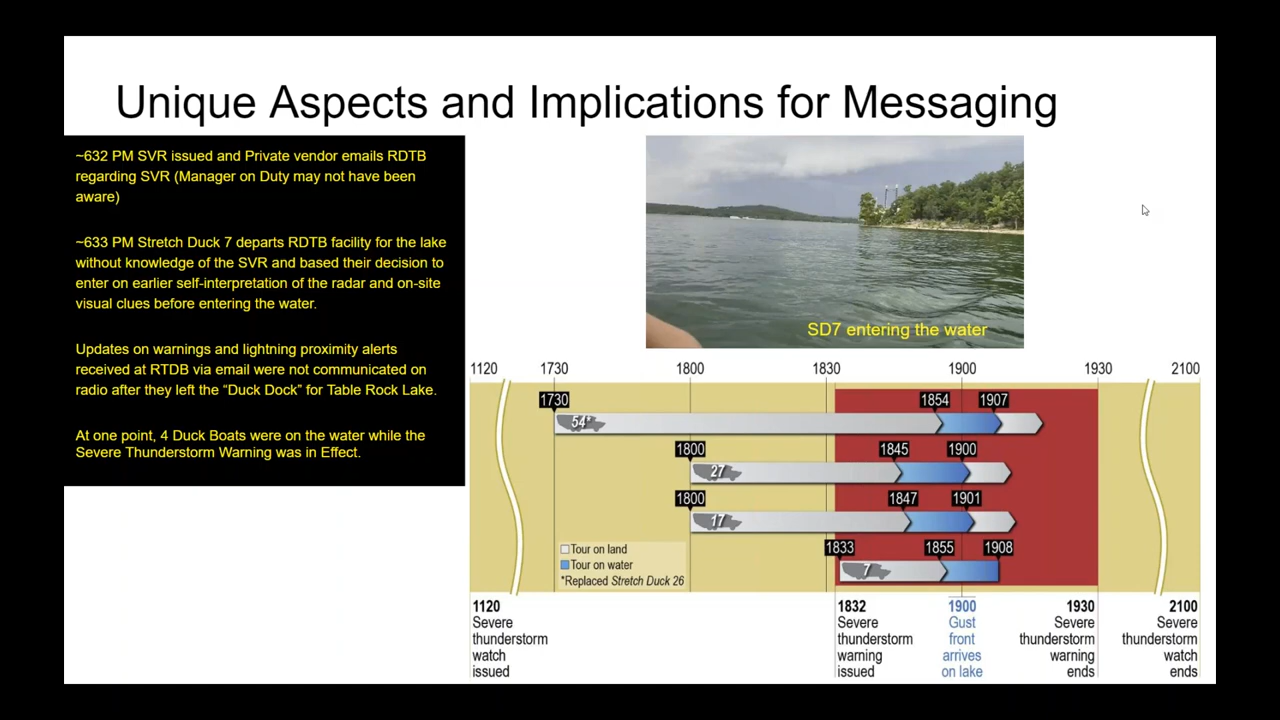 Unique Aspects and Implications for Messaging
~632 PM SVR issued and Private vendor emails RDTB
regarding SVR (Manager on Duty may not have been
aware)
~633 PM Stretch Duck 7 departs RDTB facility for the lake
without knowledge of the SVR and based their decision to
enter on earlier self-interpretation of the radar and on-site
visual clues before entering the water.
Updates on warnings and lightning proximity alerts
received at RTDB via email were not communicated on
radio after they left the “Duck Dock” for Table Rock Lake.
At one point, 4 Duck Boats were on the water while the
Severe Thunderstorm Warning was in Effect.
SD7 entering the water
1120 1730 1800 1830 1900 1930 2100
1730 1854 1907
54*
1800 1845 1900
27
1800 1847 1901
17
1833 1855 1908
7
Tour on land
Tour on water
*Replaced Stretch Duck 26
1120
Severe
thunderstorm
watch
issued
1832
Severe
thunderstorm
warning
issued
1900
Gust
front
arrives
on lake
1930
Severe
thunderstorm
warning
ends
2100
Severe
thunderstorm
watch ends